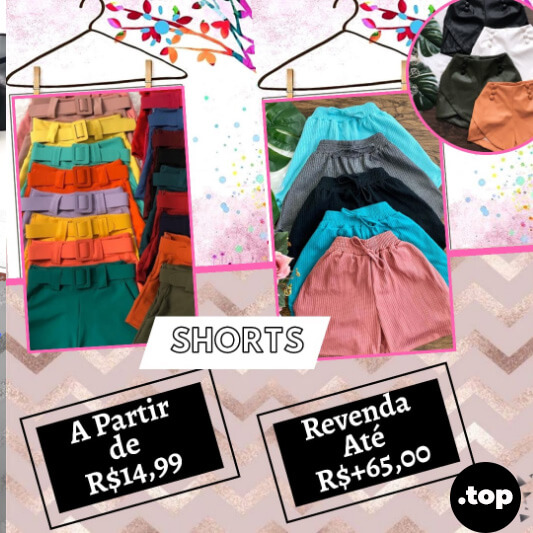 SHORTS
A Partir
de
R$14,99
Revenda
Até
R$+65,00
.top